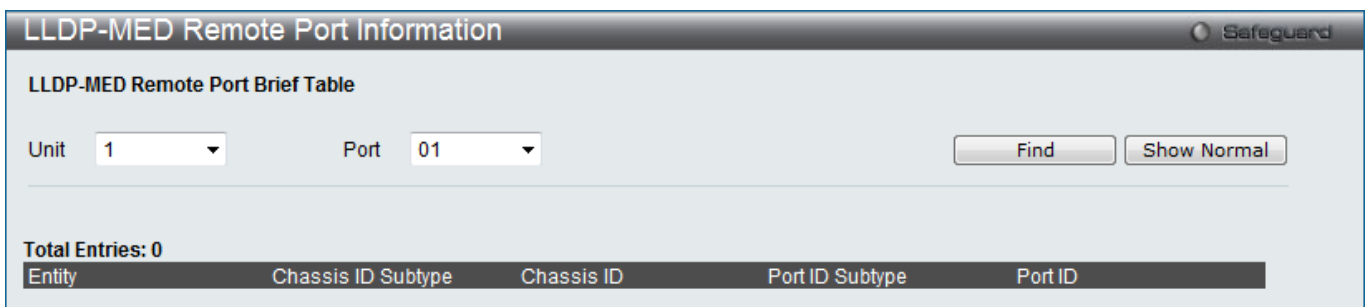 LLDP-MED Remote Port Information Safeguard
LLDP-MED Remote Port Brief Table
Unit 1 Port 01 Find Show Normal
Total Entries: 0
Entity Chassis ID Subtype Chassis ID Port ID Subtype Port ID